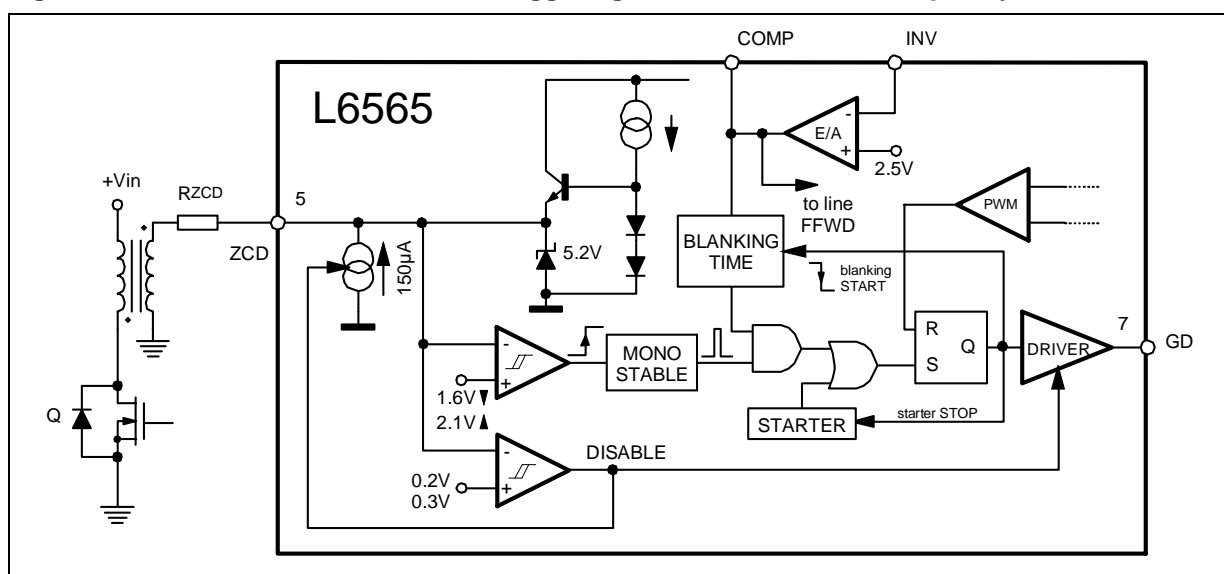 COMP
INV
L6565
E/A
-
+
2.5V
+Vin
RZCD
5
ZCD
to line
FFWD
PWM
5.2V
150µA
BLANKING
TIME
blanking
START
-
+
1.6V
2.1V
MONO
STABLE
R
S
Q
DRIVER
7
GD
Q
STARTER
starter STOP
DISABLE
-
+
0.2V
0.3V